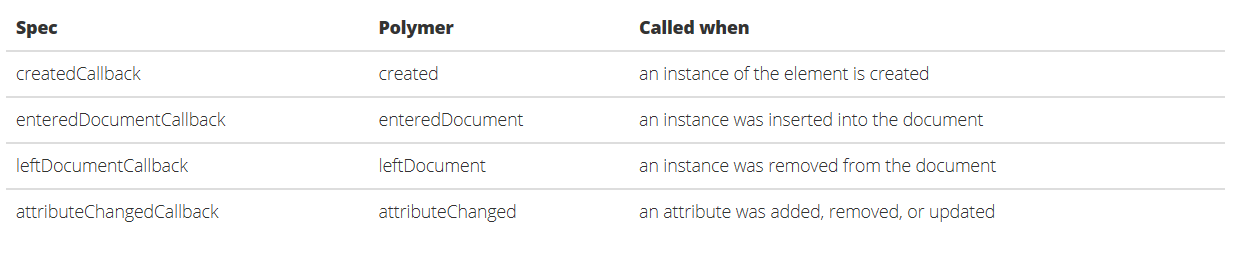 Spec Polymer Called when
createdCallback created an instance of the element is created
enteredDocumentCallback enteredDocument an instance was inserted into the document
leftDocumentCallback leftDocument an instance was removed from the document
attributeChangedCallback attributeChanged an attribute was added, removed, or updated